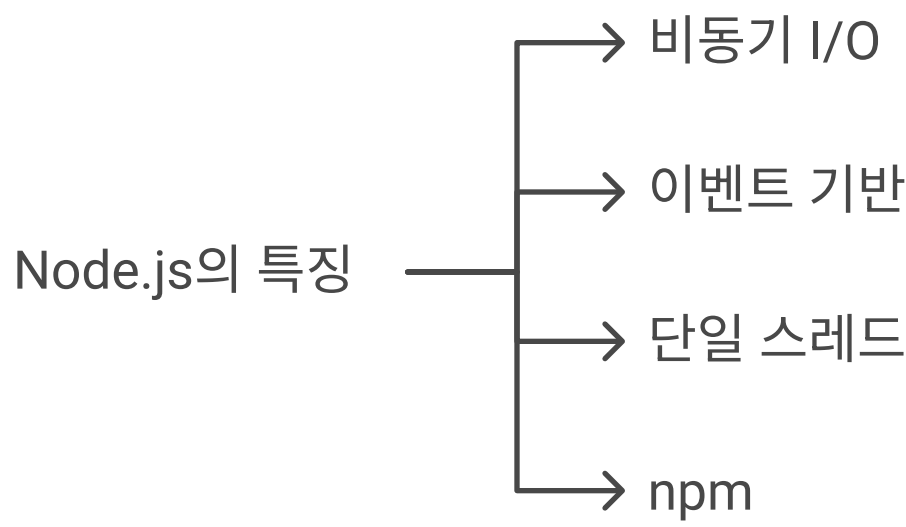 Node.js의 특징
비동기 I/O
이벤트 기반
단일 스레드
npm